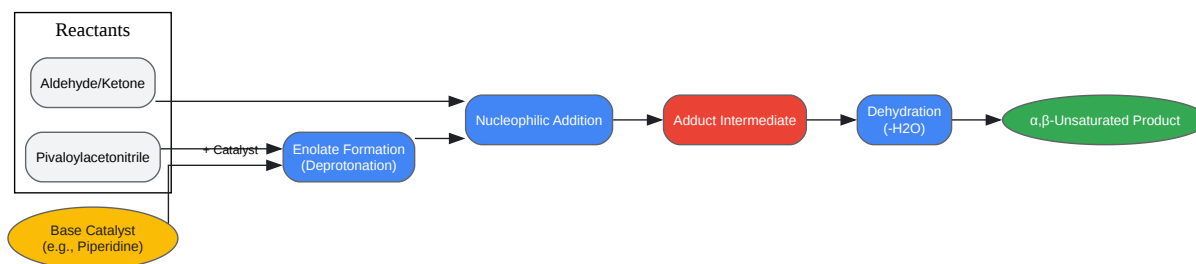 Reactants
Aldehyde/Ketone
Pivaloylacetonitrile
+ Catalyst
Base Catalyst
(e.g., Piperidine)
Enolate Formation
(Deprotonation)
Nucleophilic Addition
Adduct Intermediate
Dehydration
(-H2O)
α,β-Unsaturated Product